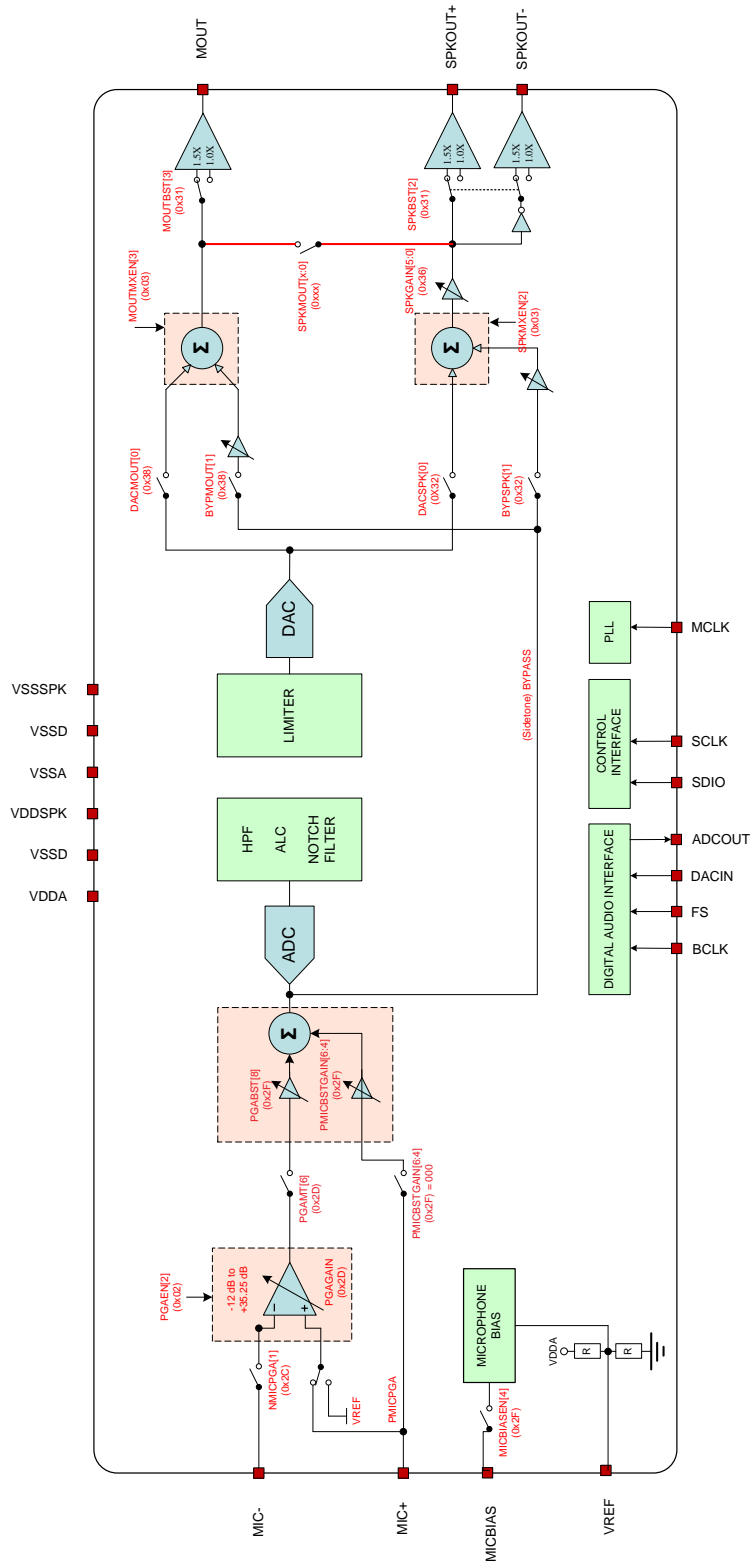 MOUT
SPKOUT+
SPKOUT-
1.5X
1.0X
MOUTBST[3]
(0x31)
1.5X
1.0X
SPKBST[2]
(0x31)
1.5X
1.0X
MOUTMXEN[3]
(0x03)
SPKMOUT[x:0]
(0xxx)
SPKGAIN[5:0]
(0x36)
SPKMXEN[2]
(0x03)
Σ
Σ
DACMOUT[0]
(0x38)
BYPMOUT[1]
(0x38)
DACSPK[0]
(0x32)
BYPSPK[1]
(0x32)
DAC
LIMITER
(Sidetone) BYPASS
VSSSPK
VSSD
VSSA
VDDSPK
VSSD
VDDA
HPF
ALC
NOTCH
FILTER
ADC
PLL
MCLK
CONTROL
INTERFACE
SCLK
SDIO
DIGITAL AUDIO INTERFACE
ADCOUT
DACIN
FS
BCLK
Σ
PGABST[8]
(0x2F)
PMICBSTGAIN[6:4]
(0x2F)
PGAMT[6]
(0x2D)
PMICBSTGAIN[6:4]
(0x2F) = 000
PGAEN[2]
(0x02)
-12 dB to
+35.25 dB
−
+
PGAGAIN
(0x2D)
NMICPGA[1]
(0x2C)
VREF
PMICPGA
MICROPHONE
BIAS
MICBIASEN[4]
(0x2F)
VDDA
R
R
MIC-
MIC+
MICBIAS
VREF